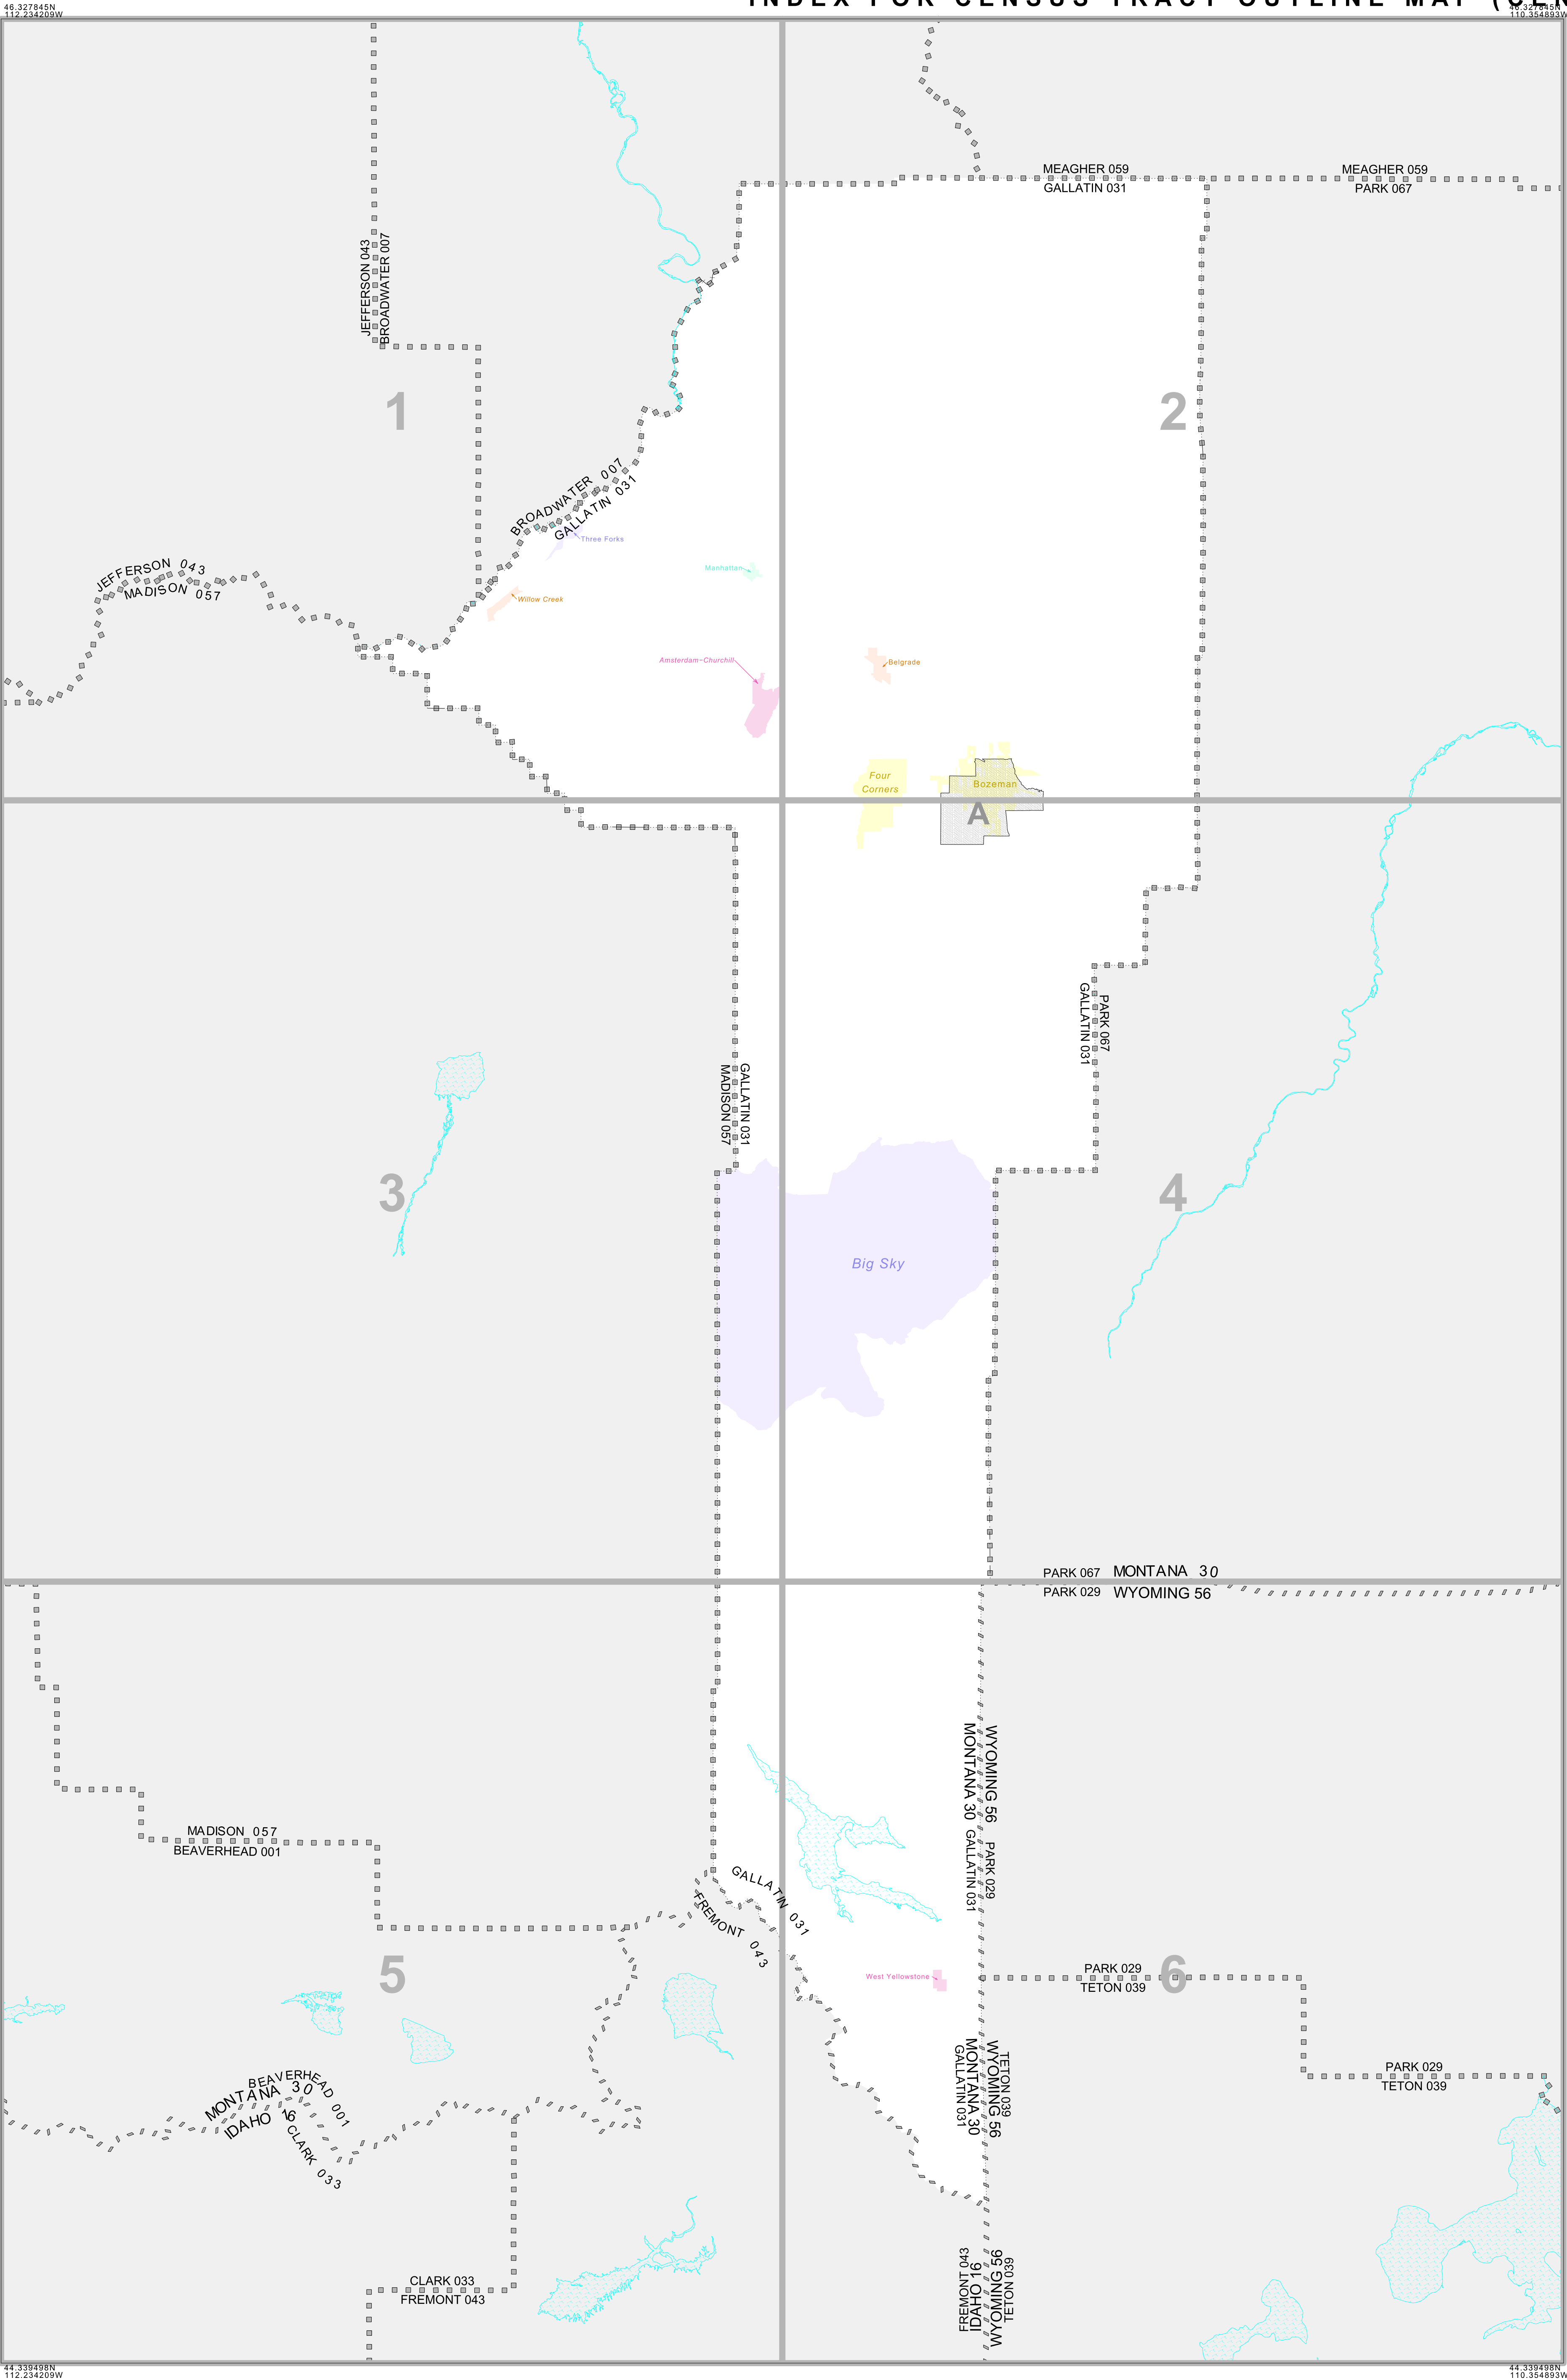 INDEX FOR CENSUS TRACT OUTLINE MAP (CEN
46.327845N
112.234209W
46.327845N
110.354893W
MEAGHER 059
GALLATIN 031
MEAGHER 059
PARK 067
JEFFERSON 043
BROADWATER 007
1
2
BROADWATER 007
GALLATIN 031
Three Forks
Manhattan
JEFFERSON 043
MADISON 057
Willow Creek
Amsterdam-Churchill
Belgrade
Four
Corners
Bozeman
A
PARK 067
GALLATIN 031
GALLATIN 031
MADISON 057
3
4
Big Sky
PARK 067 MONTANA 30
PARK 029 WYOMING 56
WYOMING 56 PARK 029
MONTANA 30 GALLATIN 031
MADISON 057
BEAVERHEAD 001
GALLATIN 031
FREMONT 043
5
6
West Yellowstone
PARK 029
TETON 039
TETON 039
WYOMING 56
MONTANA 30
GALLATIN 031
PARK 029
TETON 039
BEAVERHEAD 001
MONTANA 30
IDAHO 16
CLARK 033
CLARK 033
FREMONT 043
FREMONT 043
IDAHO 16
WYOMING 56
TETON 039
44.339498N
112.234209W
44.339498N
110.354893W